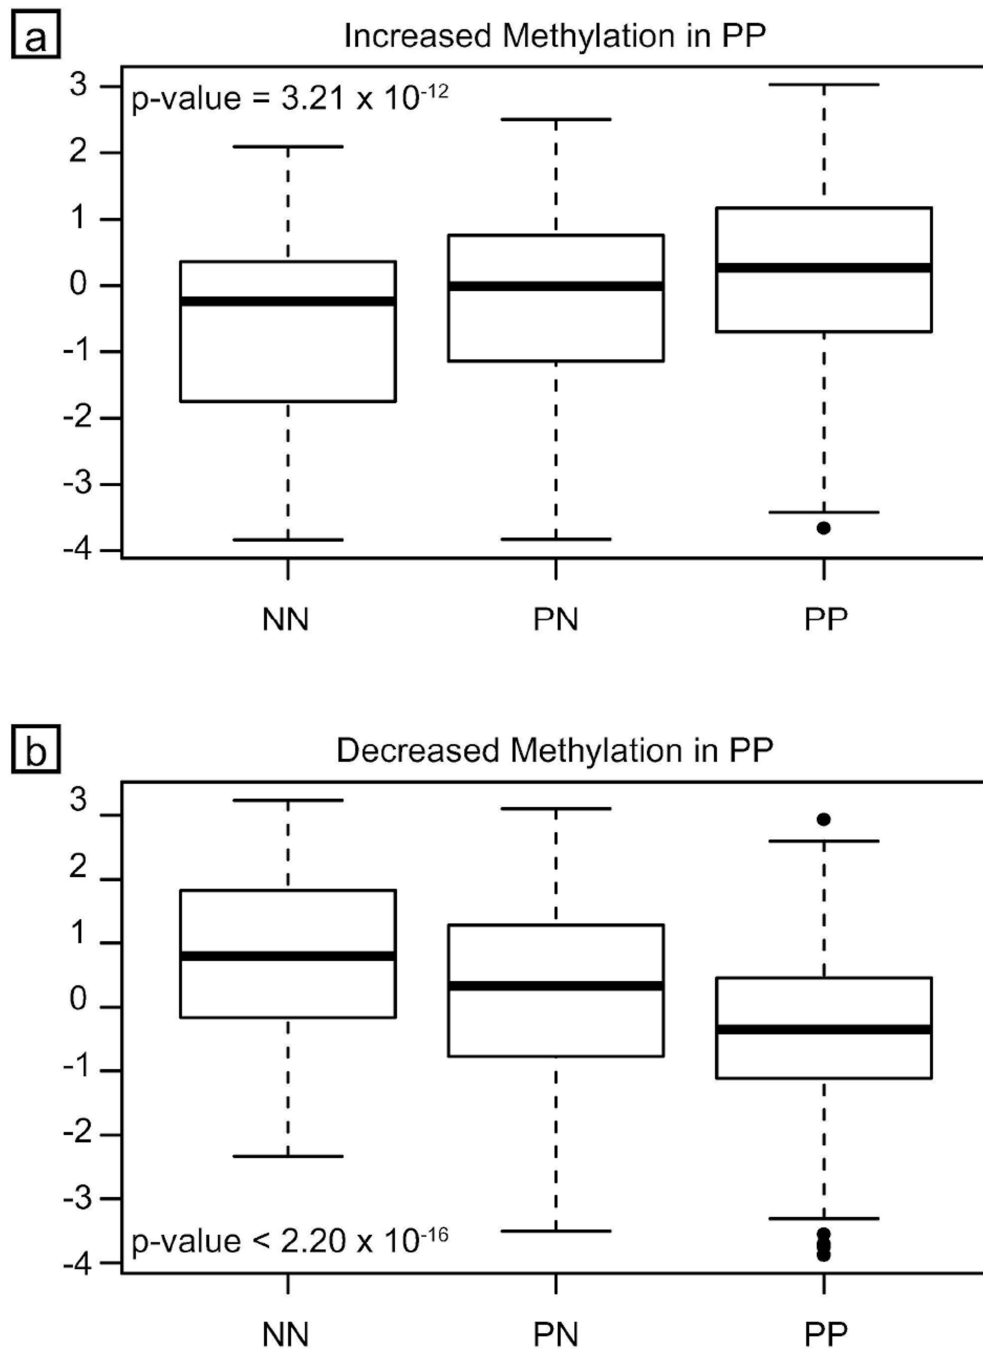 a
Increased Methylation in PP
p-value = 3.21 x 10⁻¹²
3
2
1
0
-1
-2
-3
-4
NN PN PP
b
Decreased Methylation in PP
3
2
1
0
-1
-2
-3
-4
p-value < 2.20 x 10⁻¹⁶
NN PN PP